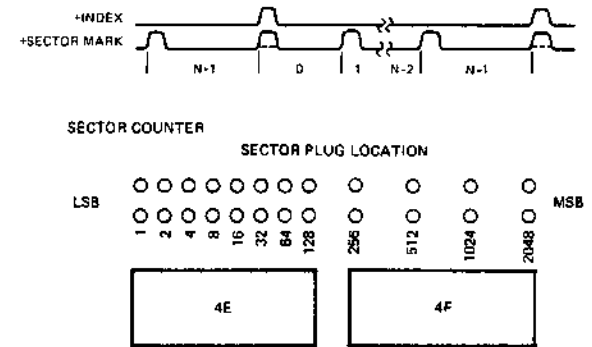 +INDEX
+SECTOR MARK
N-1 0 1 N-2 N-1
SECTOR COUNTER
SECTOR PLUG LOCATION
LSB MSB
1 2 4 8 16 32 64 128 256 512 1024 2048
4E 4F